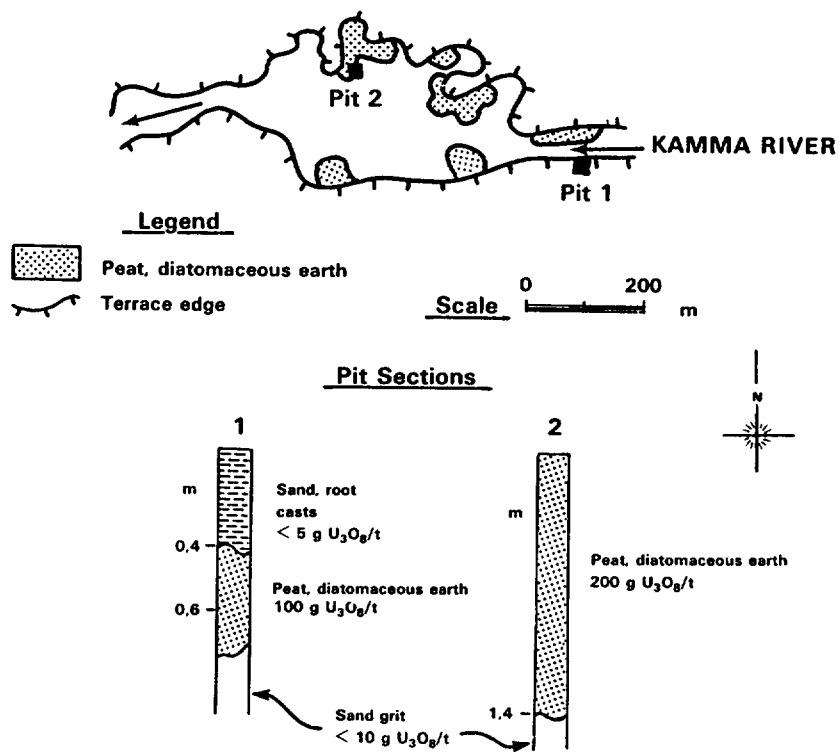 Pit 2
KAMMA RIVER
Pit 1
Legend
Peat, diatomaceous earth
Terrace edge
Scale
0 200
m
Pit Sections
N
1
m
Sand, root
casts
< 5 g U₃O₈/t
0,4
Peat, diatomaceous earth
100 g U₃O₈/t
0,6
2
m
Peat, diatomaceous earth
200 g U₃O₈/t
1,4
Sand grit
< 10 g U₃O₈/t